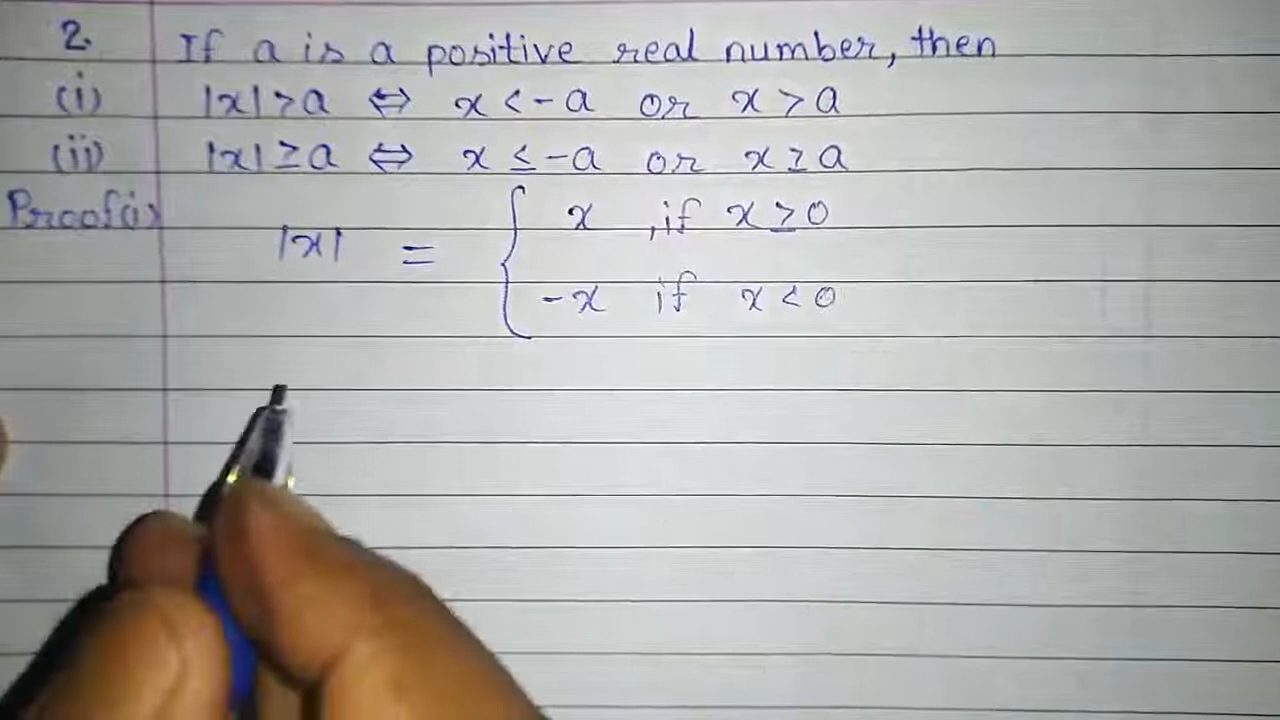 2. If a is a positive real number, then
(i) |x| > a ⇔ x < -a or x > a
(ii) |x| ≥ a ⇔ x ≤ -a or x ≥ a
Proof(i)
|x| = { x ,if x ≥ 0
-x if x < 0